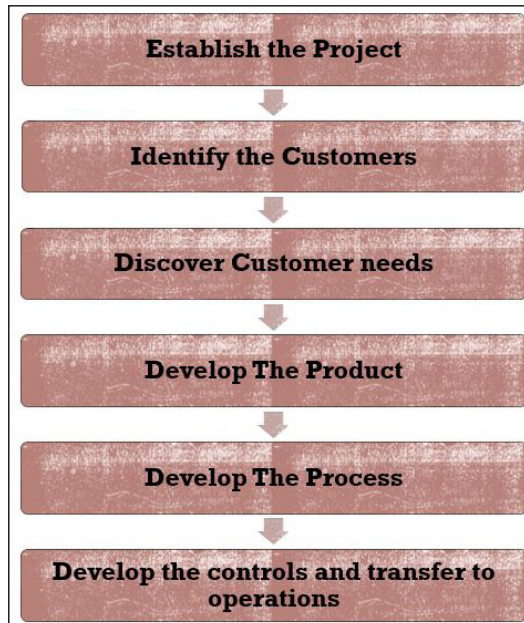 Establish the Project
Identify the Customers
Discover Customer needs
Develop The Product
Develop The Process
Develop the controls and transfer to
operations